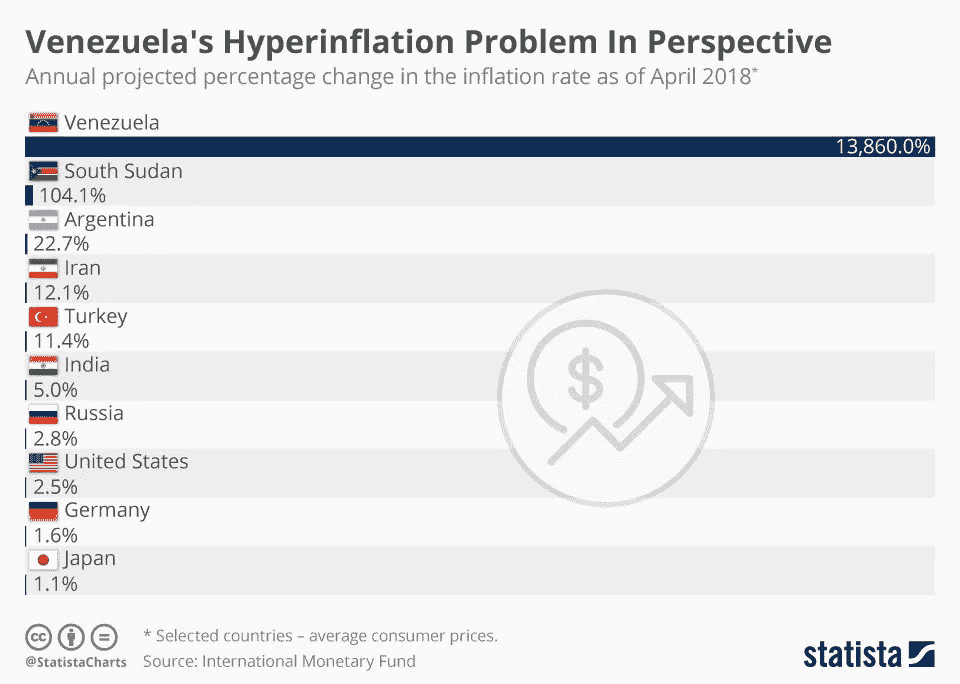 Venezuela's Hyperinflation Problem In Perspective
Annual projected percentage change in the inflation rate as of April 2018*
Venezuela
13,860.0%
South Sudan
104.1%
Argentina
22.7%
Iran
12.1%
Turkey
11.4%
India
5.0%
Russia
2.8%
United States
2.5%
Germany
1.6%
Japan
1.1%
$
cc
=
@StatistaCharts
* Selected countries – average consumer prices.
Source: International Monetary Fund
statista